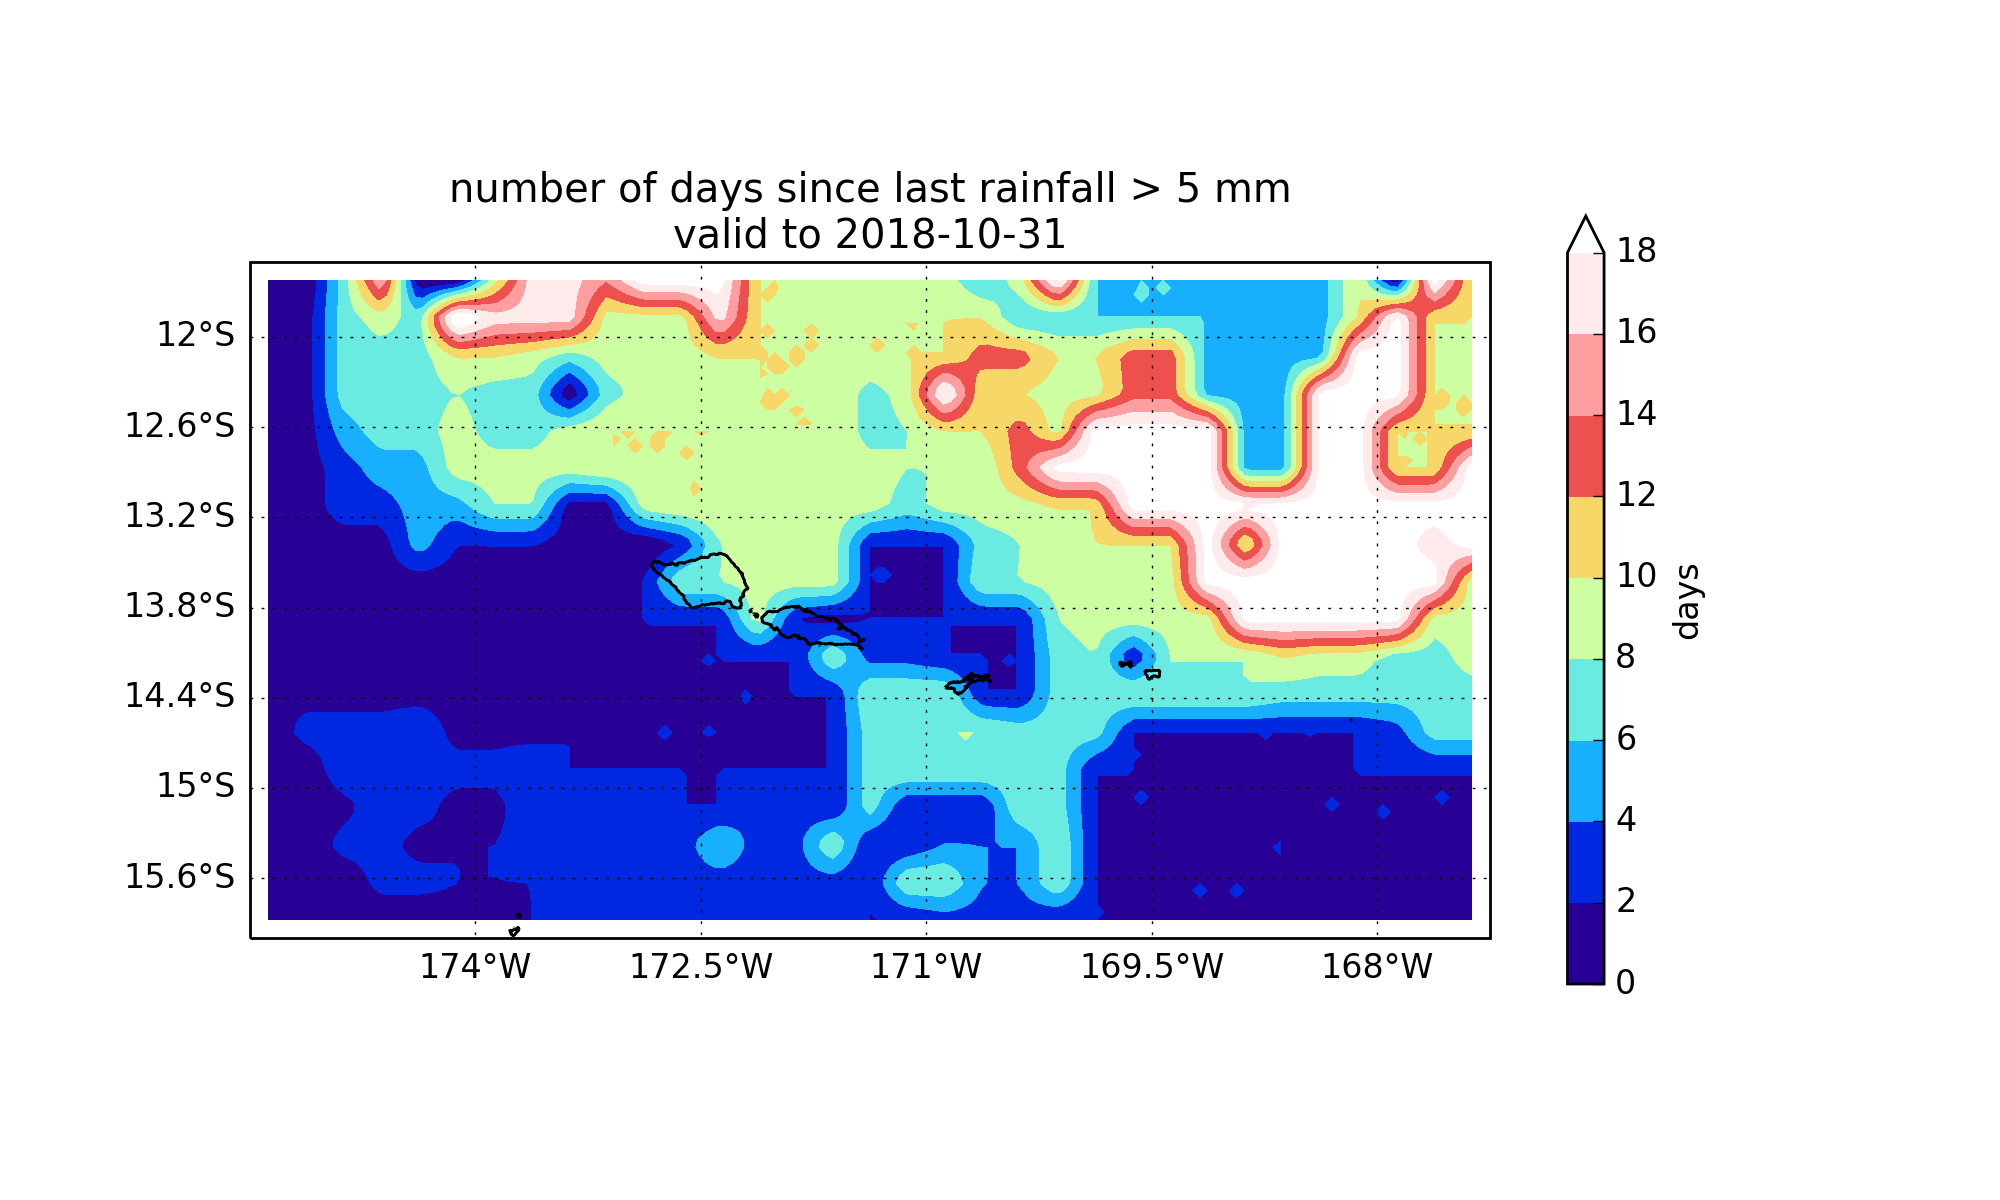 number of days since last rainfall > 5 mm
valid to 2018-10-31
12°S
12.6°S
13.2°S
13.8°S
14.4°S
15°S
15.6°S
174°W
172.5°W
171°W
169.5°W
168°W
18
16
14
12
10
8
6
4
2
0
days